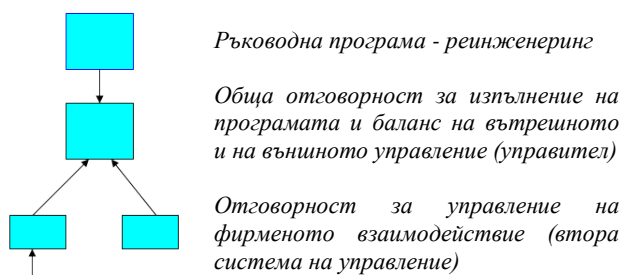 Ръководна програма - реинженеринг
Обща отговорност за изпълнение на
програмата и баланс на вътрешното
и на външното управление (управител)
Отговорност за управление на
фирменото взаимодействие (втора
система на управление)